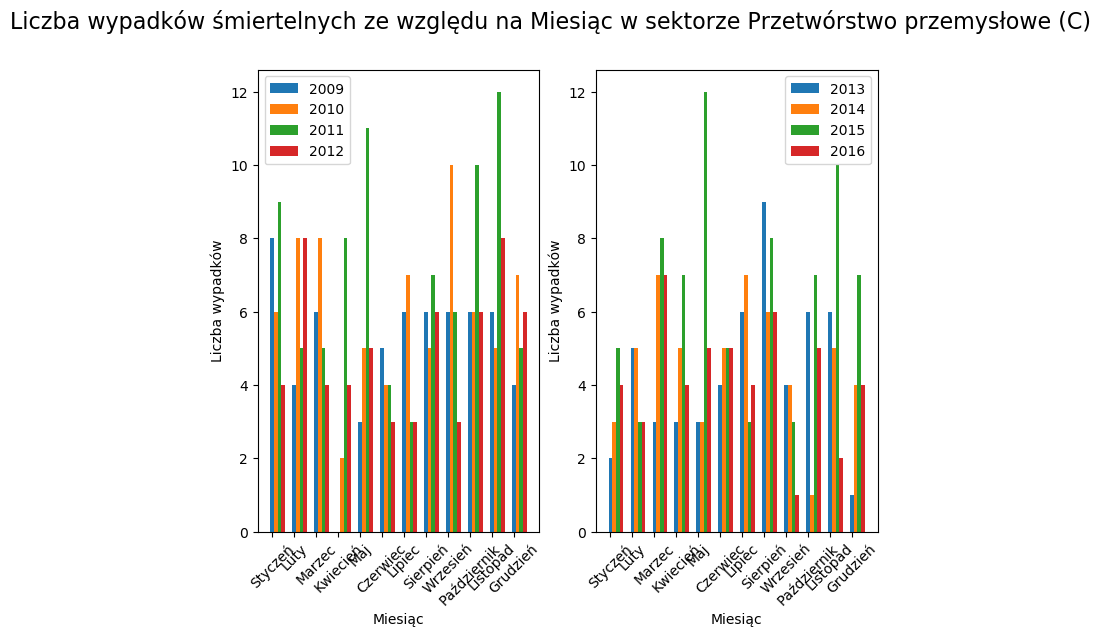 Liczba wypadków śmiertelnych ze względu na Miesiąc w sektorze Przetwórstwo przemysłowe (C)
12
10
8
6
4
2
0
Liczba wypadków
2009
2010
2011
2012
Styczeń
Luty
Marzec
Kwiecień
Maj
Czerwiec
Lipiec
Sierpień
Wrzesień
Październik
Listopad
Grudzień
Miesiąc
12
10
8
6
4
2
0
Liczba wypadków
2013
2014
2015
2016
Styczeń
Luty
Marzec
Kwiecień
Maj
Czerwiec
Lipiec
Sierpień
Wrzesień
Październik
Listopad
Grudzień
Miesiąc